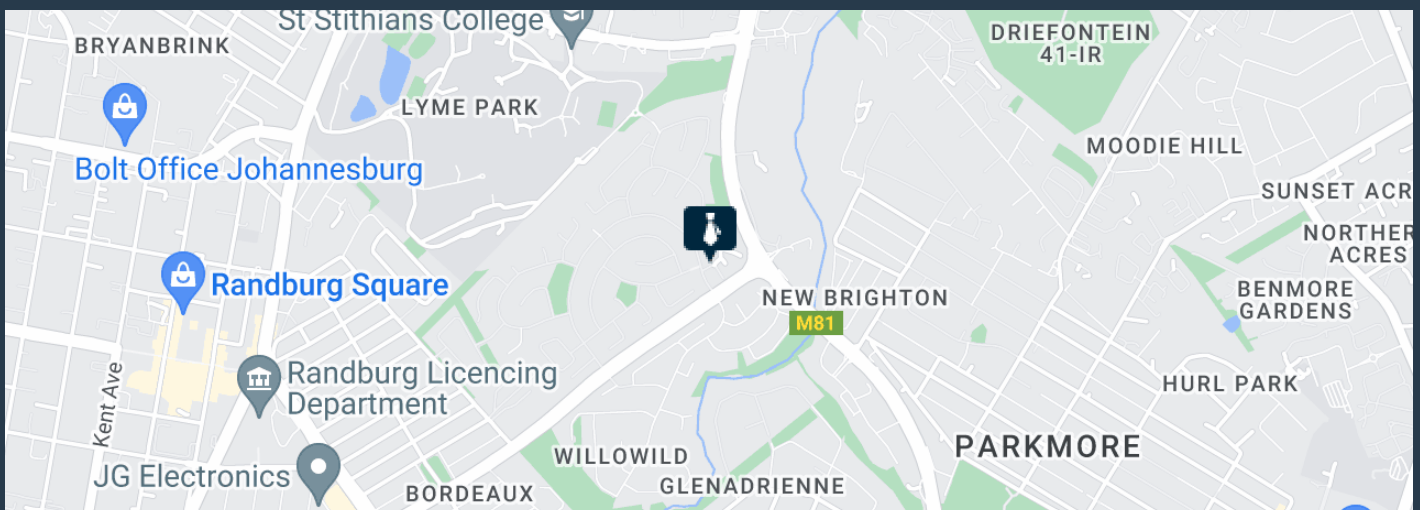 St Stithians College
BRYANBRINK
DRIEFONTEIN
41-IR
LYME PARK
MOODIE HILL
Bolt Office Johannesburg
SUNSET ACR
NORTHER
ACRES
Randburg Square
BENMORE
GARDENS
NEW BRIGHTON
M81
Kent Ave
Randburg Licencing
Department
HURL PARK
PARKMORE
WILLOWILD
JG Electronics
BORDEAUX
GLENADRIENNE